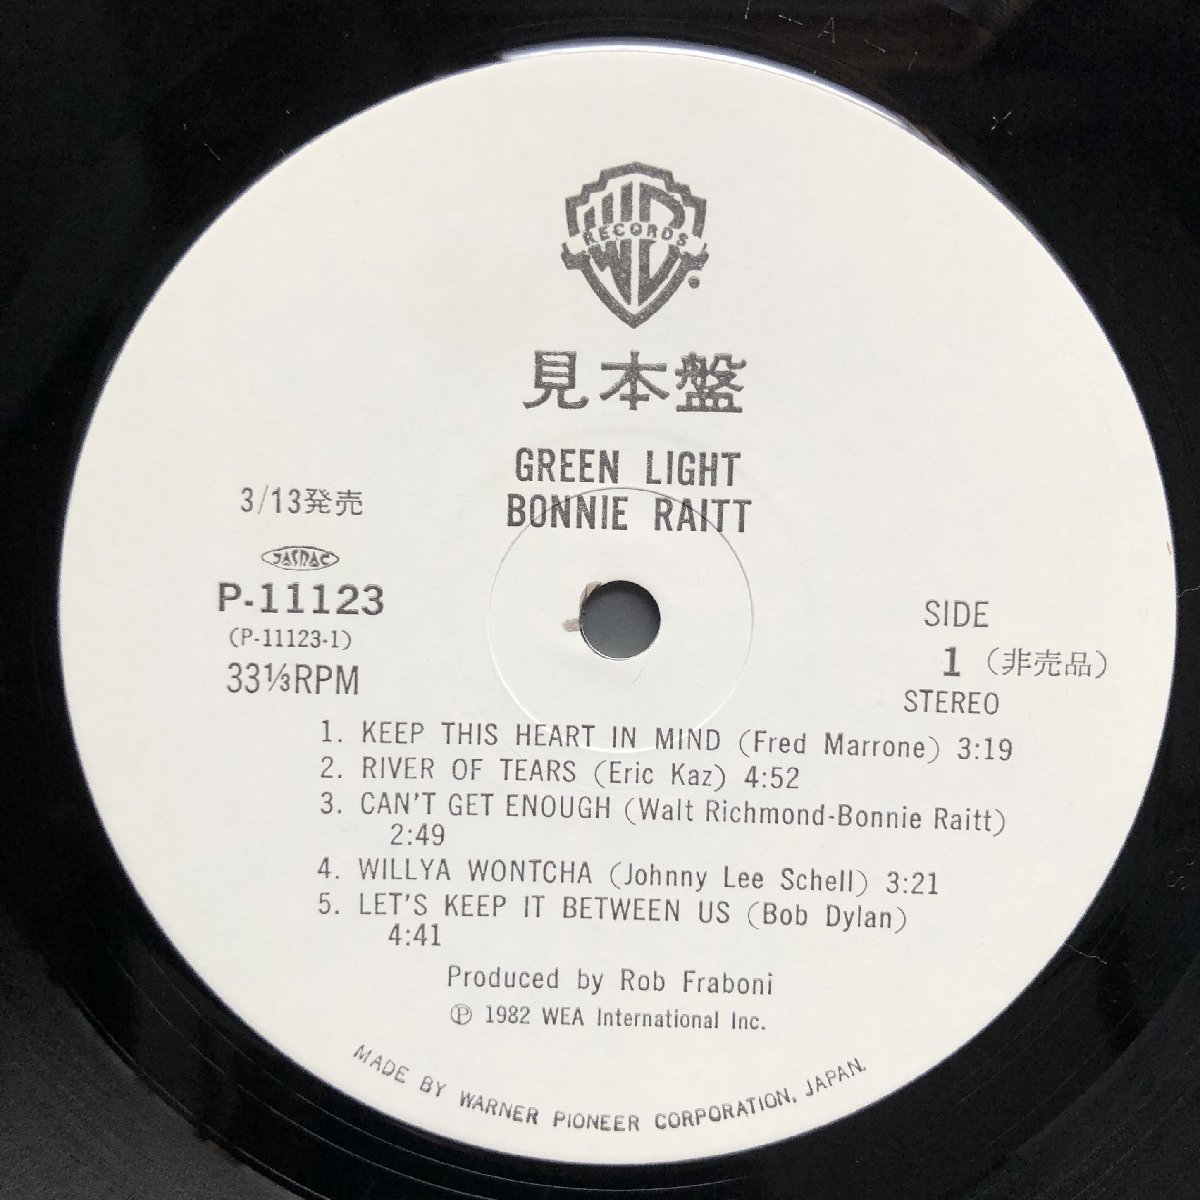 WB
RECORDS
見本盤
GREEN LIGHT
BONNIE RAITT
3/13発売
JASRAC
P-11123
(P-11123-1)
33⅓RPM
SIDE
1 (非売品)
STEREO
1. KEEP THIS HEART IN MIND (Fred Marrone) 3:19
2. RIVER OF TEARS (Eric Kaz) 4:52
3. CAN'T GET ENOUGH (Walt Richmond-Bonnie Raitt)
2:49
4. WILLYA WONTCHA (Johnny Lee Schell) 3:21
5. LET'S KEEP IT BETWEEN US (Bob Dylan)
4:41
Produced by Rob Fraboni
Ⓟ 1982 WEA International Inc.
MADE BY WARNER PIONEER CORPORATION, JAPAN.